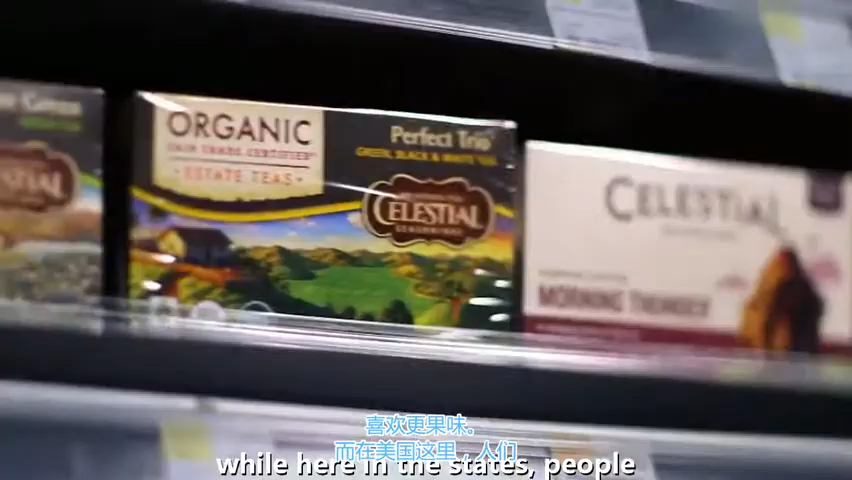 ORGANIC
FAIR TRADE CERTIFIED
ESTATE TEAS
Perfect Trio
GREEN, BLACK & WHITE TEA
CELESTIAL
SEASONINGS
CELESTIAL
MORNING THUNDER
喜欢更果味。
而在美国这里，人们
while here in the states, people